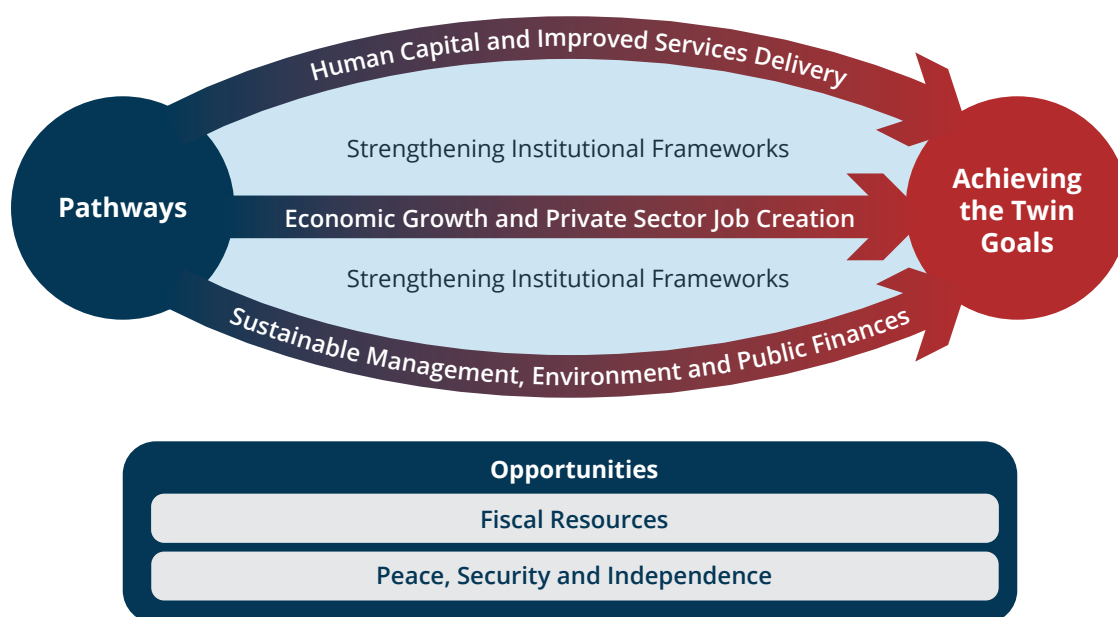 Human Capital and Improved Services Delivery
Strengthening Institutional Frameworks
Pathways
Economic Growth and Private Sector Job Creation
Achieving
the Twin
Goals
Strengthening Institutional Frameworks
Sustainable Management, Environment and Public Finances
Opportunities
Fiscal Resources
Peace, Security and Independence